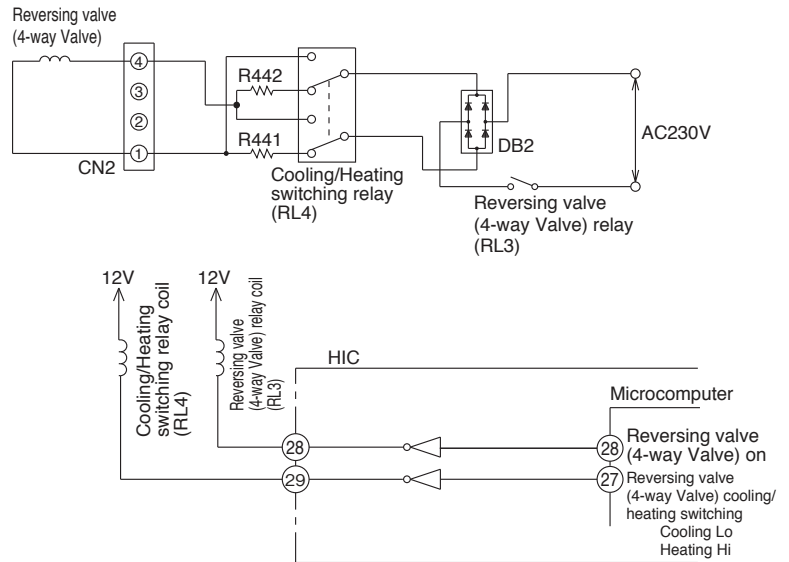 Reversing valve
(4-way Valve)
④
③
②
①
CN2
R442
R441
Cooling/Heating
switching relay
(RL4)
DB2
AC230V
Reversing valve
(4-way Valve) relay
(RL3)
12V
Cooling/Heating
switching relay coil
(RL4)
12V
Reversing valve
(4-way Valve) relay coil
(RL3)
HIC
Microcomputer
28
28
Reversing valve
(4-way Valve) on
29
27
Reversing valve
(4-way Valve) cooling/
heating switching
Cooling Lo
Heating Hi